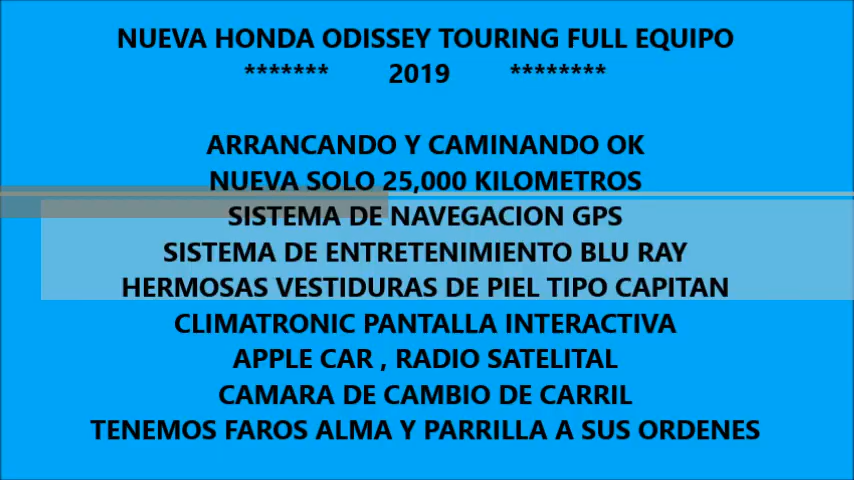 NUEVA HONDA ODISSEY TOURING FULL EQUIPO
******* 2019 ********
ARRANCANDO Y CAMINANDO OK
NUEVA SOLO 25,000 KILOMETROS
SISTEMA DE NAVEGACION GPS
SISTEMA DE ENTRETENIMIENTO BLU RAY
HERMOSAS VESTIDURAS DE PIEL TIPO CAPITAN
CLIMATRONIC PANTALLA INTERACTIVA
APPLE CAR , RADIO SATELITAL
CAMARA DE CAMBIO DE CARRIL
TENEMOS FAROS ALMA Y PARRILLA A SUS ORDENES